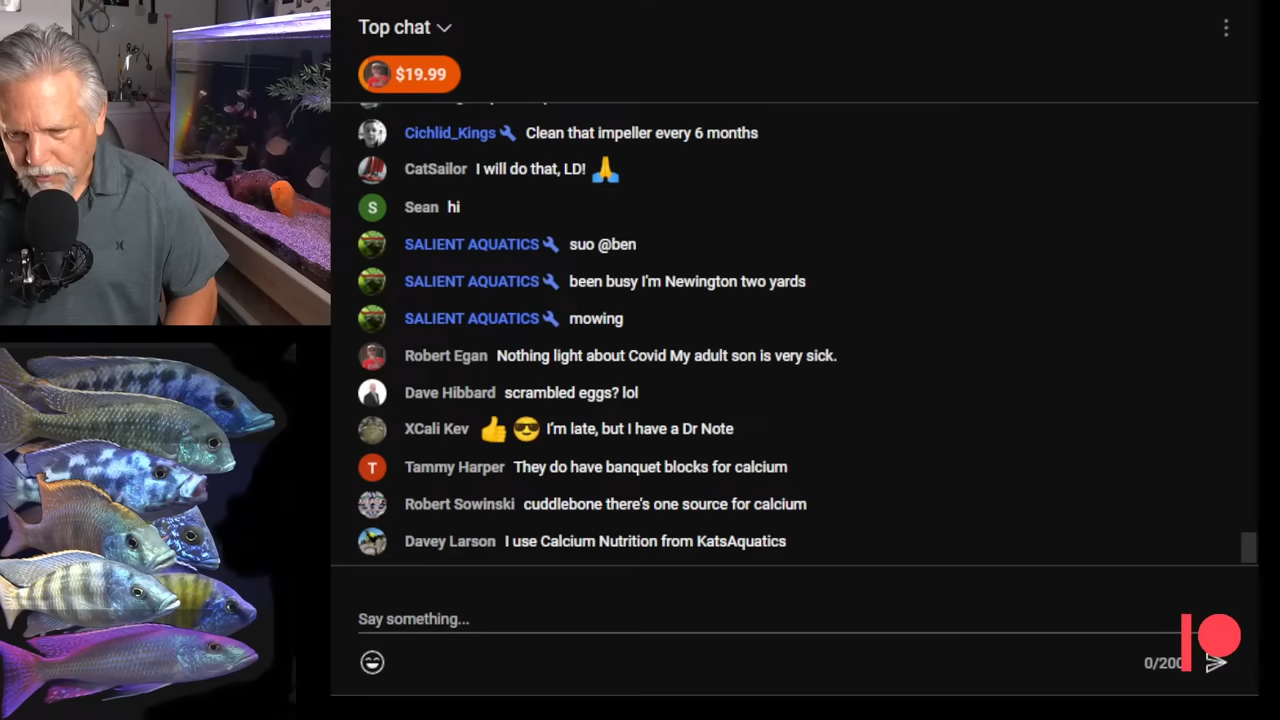 Top chat
$19.99
Cichlid_Kings Clean that impeller every 6 months
CatSailor I will do that, LD!
S Sean hi
SALIENT AQUATICS suo @ben
SALIENT AQUATICS been busy I'm Newington two yards
SALIENT AQUATICS mowing
Robert Egan Nothing light about Covid My adult son is very sick.
Dave Hibbard scrambled eggs? lol
XCali Kev I'm late, but I have a Dr Note
T Tammy Harper They do have banquet blocks for calcium
Robert Sowinski cuddlebone there's one source for calcium
Davey Larson I use Calcium Nutrition from KatsAquatics
Say something...
0/200